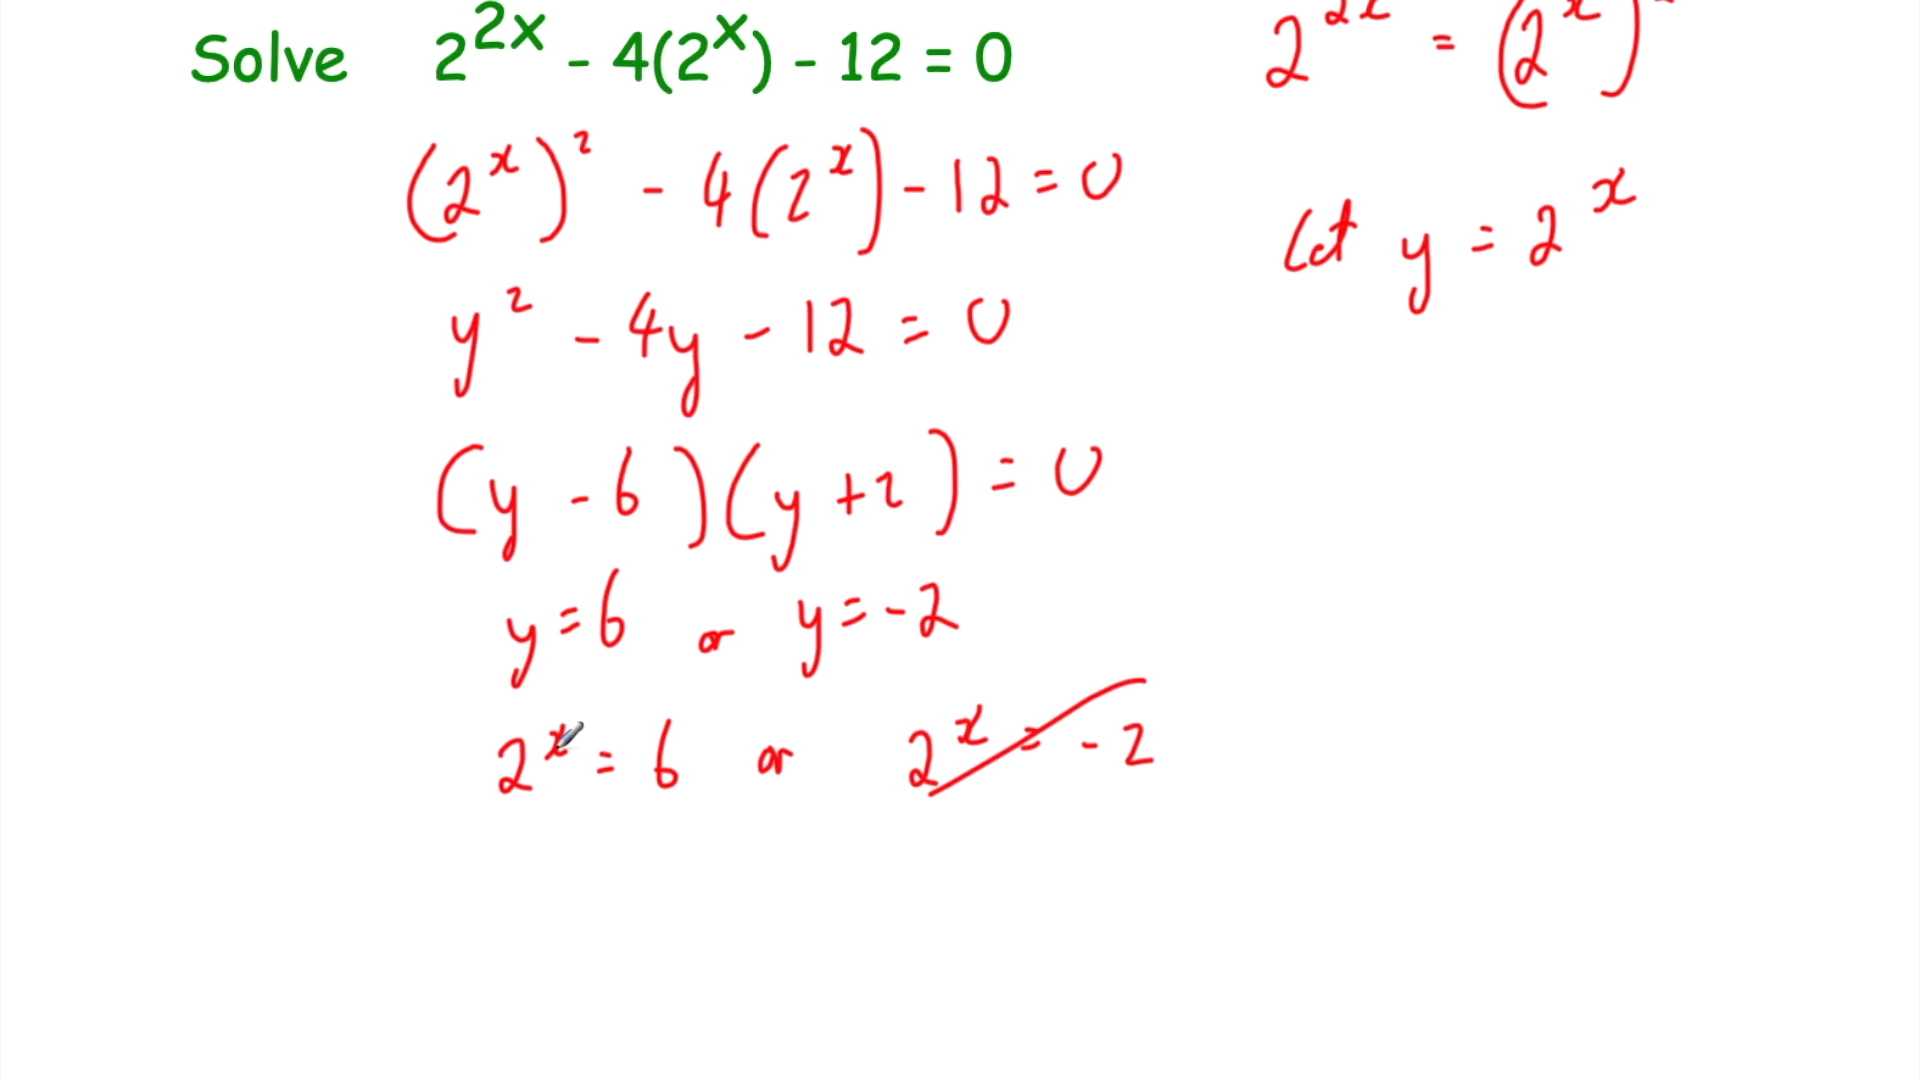 Solve 2^{2x} - 4(2^x) - 12 = 0
2^{2x} = (2^x)^2
(2^x)^2 - 4(2^x) - 12 = 0
Let y = 2^x
y^2 - 4y - 12 = 0
(y - 6)(y + 2) = 0
y = 6 or y = -2
2^x = 6 or 2^x = -2